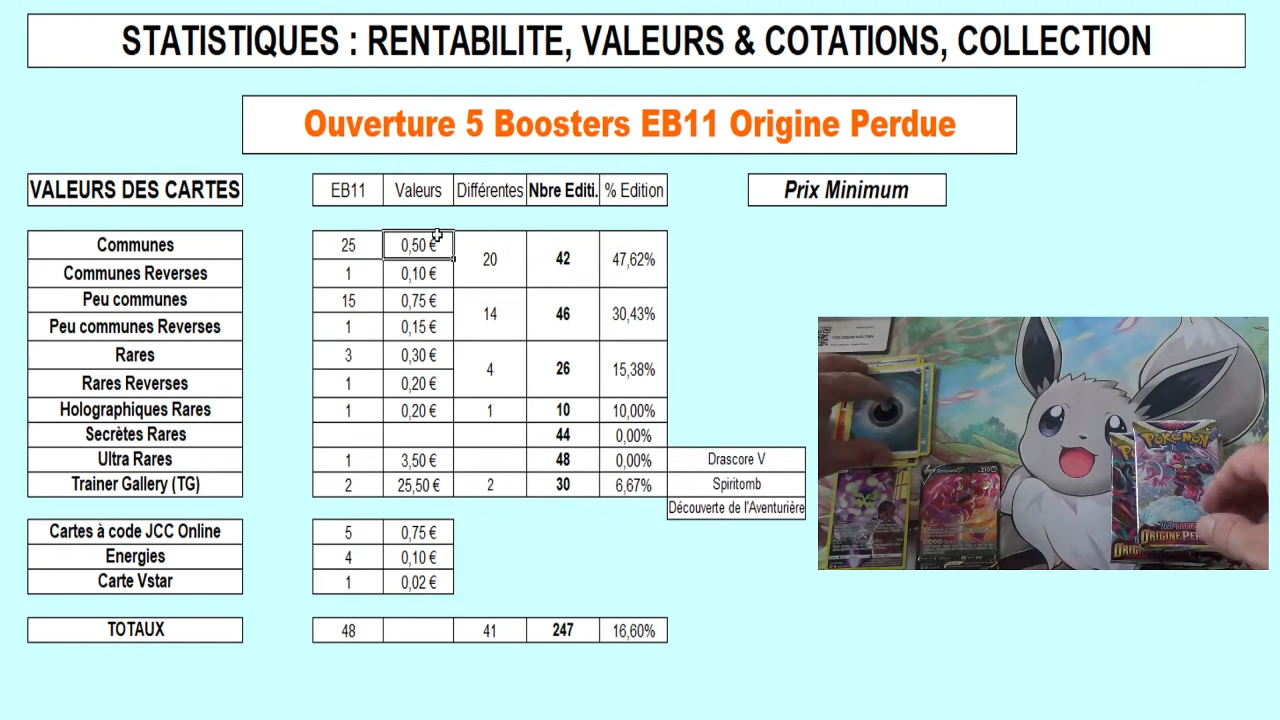 STATISTIQUES : RENTABILITE, VALEURS & COTATIONS, COLLECTION
Ouverture 5 Boosters EB11 Origine Perdue
VALEURS DES CARTES EB11 Valeurs Différentes Nbre Editi. % Edition Prix Minimum
Communes 25 0,50 € 20 42 47,62%
Communes Reverses 1 0,10 €
Peu communes 15 0,75 € 14 46 30,43%
Peu communes Reverses 1 0,15 €
Rares 3 0,30 € 4 26 15,38%
Rares Reverses 1 0,20 €
Holographiques Rares 1 0,20 € 1 10 10,00%
Secrètes Rares 44 0,00%
Ultra Rares 1 3,50 € 48 0,00% Drascore V
Trainer Gallery (TG) 2 25,50 € 2 30 6,67% Spiritomb
Découverte de l'Aventurière
Cartes à code JCC Online 5 0,75 €
Energies 4 0,10 €
Carte Vstar 1 0,02 €
TOTAUX 48 41 247 16,60%
POKÉMON
ORIGINE PER